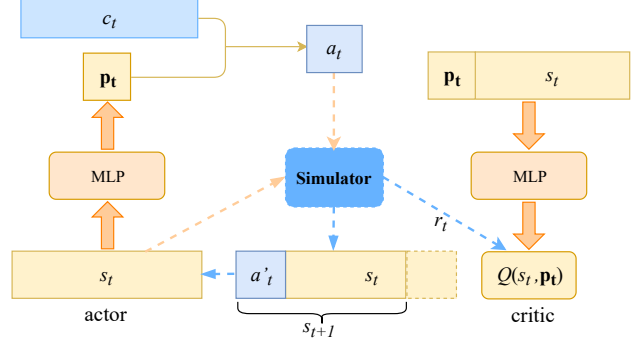 c_t
a_t
p_t
p_t s_t
Simulator
MLP
MLP
r_t
s_t
a'_t s_t
Q(s_t,p_t)
actor
s_{t+1}
critic